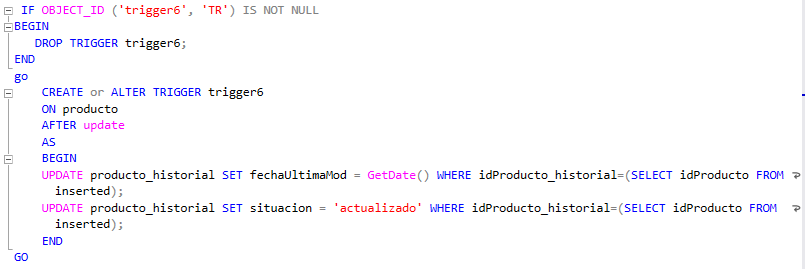 IF OBJECT_ID ('trigger6', 'TR') IS NOT NULL
BEGIN
DROP TRIGGER trigger6;
END
go
CREATE or ALTER TRIGGER trigger6
ON producto
AFTER update
AS
BEGIN
UPDATE producto_historial SET fechaUltimaMod = GetDate() WHERE idProducto_historial=(SELECT idProducto FROM
inserted);
UPDATE producto_historial SET situacion = 'actualizado' WHERE idProducto_historial=(SELECT idProducto FROM
inserted);
END
GO